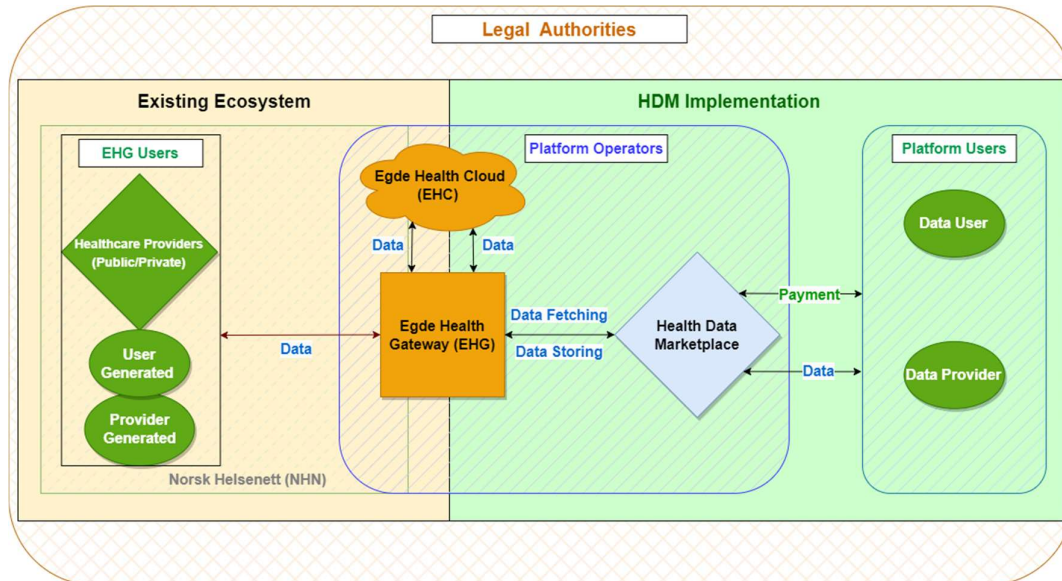 Legal Authorities
Existing Ecosystem
HDM Implementation
EHG Users
Platform Operators
Platform Users
Egde Health Cloud
(EHC)
Healthcare Providers
(Public/Private)
Data
Data
Data User
Egde Health
Gateway (EHG)
Data Fetching
Data Storing
Health Data
Marketplace
Payment
Data
Data
User
Generated
Data Provider
Provider
Generated
Norsk Helsenett (NHN)